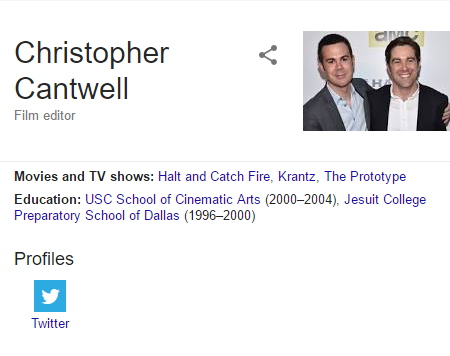 Christopher
Cantwell
Film editor
amc
Movies and TV shows: Halt and Catch Fire, Krantz, The Prototype
Education: USC School of Cinematic Arts (2000–2004), Jesuit College
Preparatory School of Dallas (1996–2000)
Profiles
Twitter